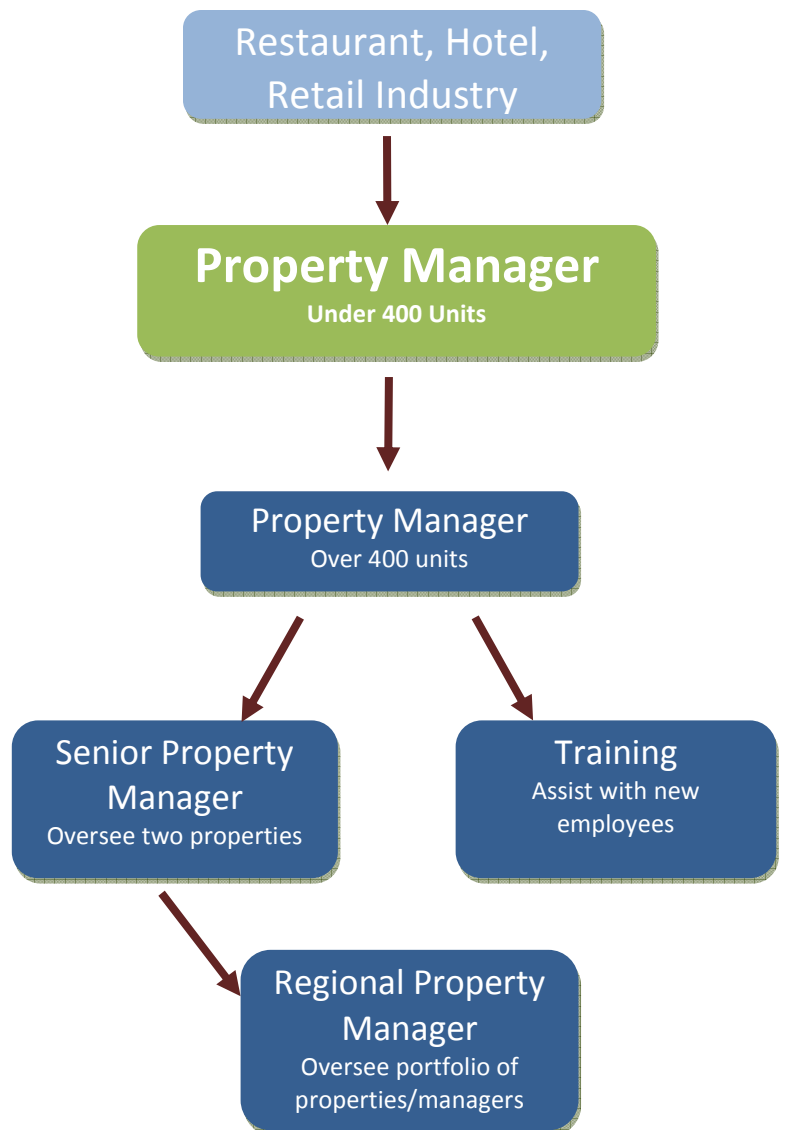 Restaurant, Hotel,
Retail Industry
Property Manager
Under 400 Units
Property Manager
Over 400 units
Senior Property
Manager
Oversee two properties
Training
Assist with new
employees
Regional Property
Manager
Oversee portfolio of
properties/managers